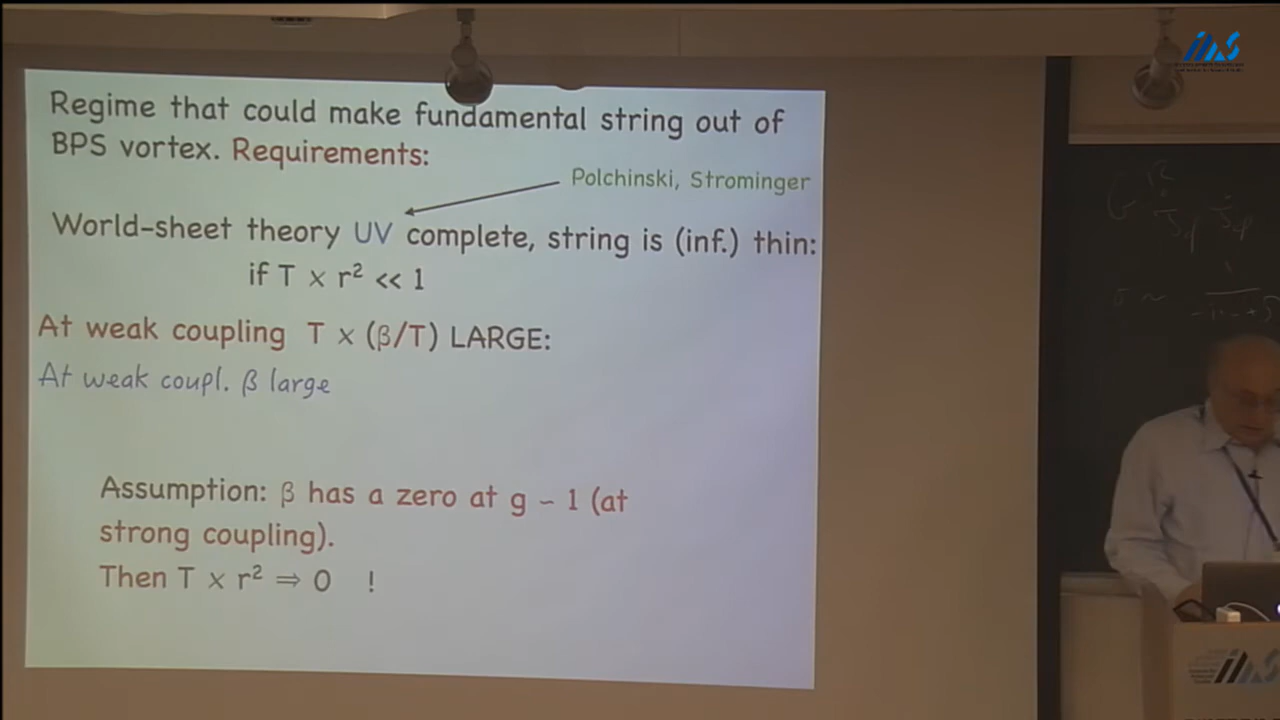 Regime that could make fundamental string out of
BPS vortex. Requirements:
Polchinski, Strominger
World-sheet theory UV complete, string is (inf.) thin:
if T × r² << 1
At weak coupling T × (β/T) LARGE:
At weak coupl. β large
Assumption: β has a zero at g ~ 1 (at
strong coupling).
Then T × r² ⇒ 0 !
IAS